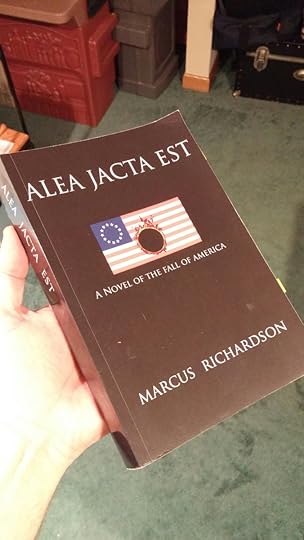 ALEA JACTA EST
A NOVEL OF THE FALL OF AMERICA
MARCUS RICHARDSON
ALEA JACTA EST